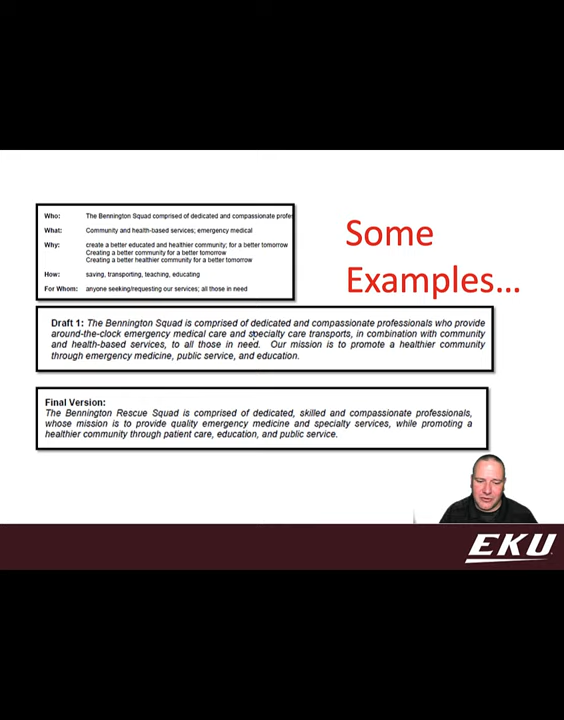 Some
Examples...
Who: The Bennington Squad comprised of dedicated and compassionate
What: Community and health-based services; emergency medical
Why: create a better educated and healthier community; for a better tomorrow
Creating a better community for a better tomorrow
Creating a better healthier community for a better tomorrow
How: saving, transporting, teaching, educating
For Whom: anyone seeking/requesting our services; all those in need
Draft 1: The Bennington Squad is comprised of dedicated and compassionate professionals who provide
around-the-clock emergency medical care and specialty care transports, in combination with community
and health-based services, to all those in need. Our mission is to promote a healthier community
through emergency medicine, public service, and education.
Final Version:
The Bennington Rescue Squad is comprised of dedicated, skilled and compassionate professionals,
whose mission is to provide quality emergency medicine and specialty services, while promoting a
healthier community through patient care, education, and public service.
EKU